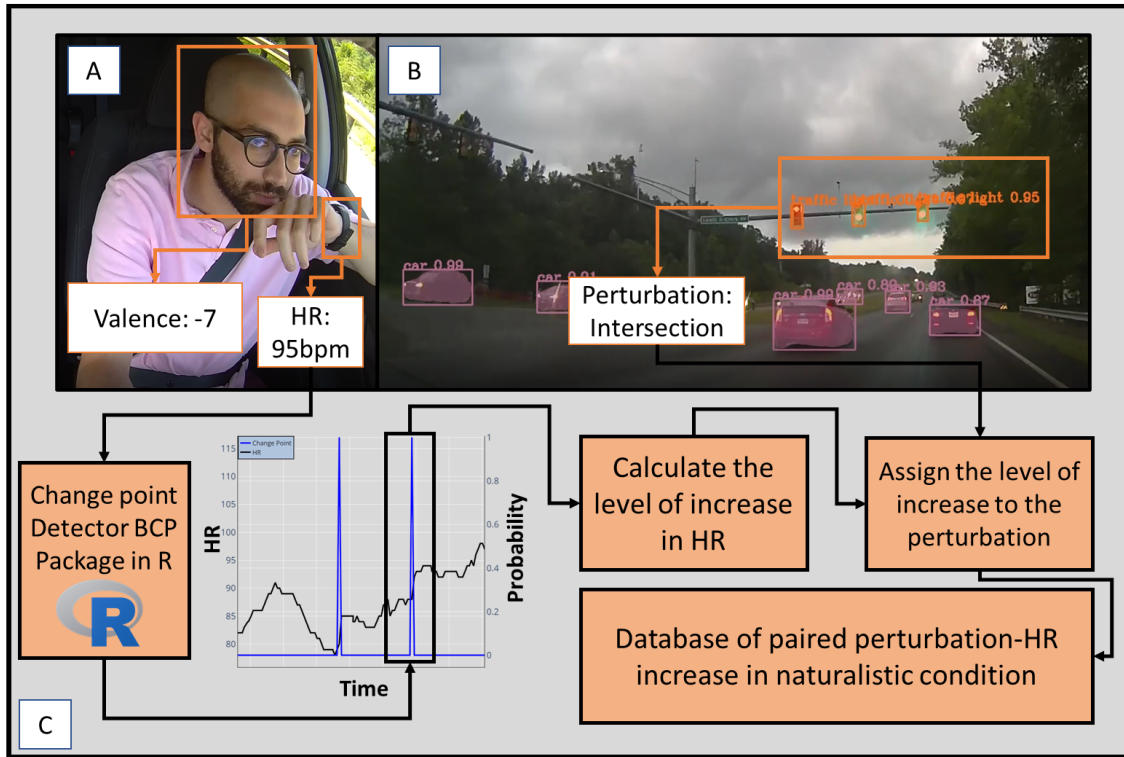 A
B
traffic light 0.95
car 0.99
car 0.91
car 0.99
0.93
car 0.87
Valence: -7
HR:
95bpm
Perturbation:
Intersection
Change point
Detector BCP
Package in R
R
Change Point
HR
115
110
105
100
95
90
85
80
1
0.8
0.6
0.4
0.2
0
HR
Probability
Time
Calculate the
level of increase
in HR
Assign the level of
increase to the
perturbation
Database of paired perturbation-HR
increase in naturalistic condition
C